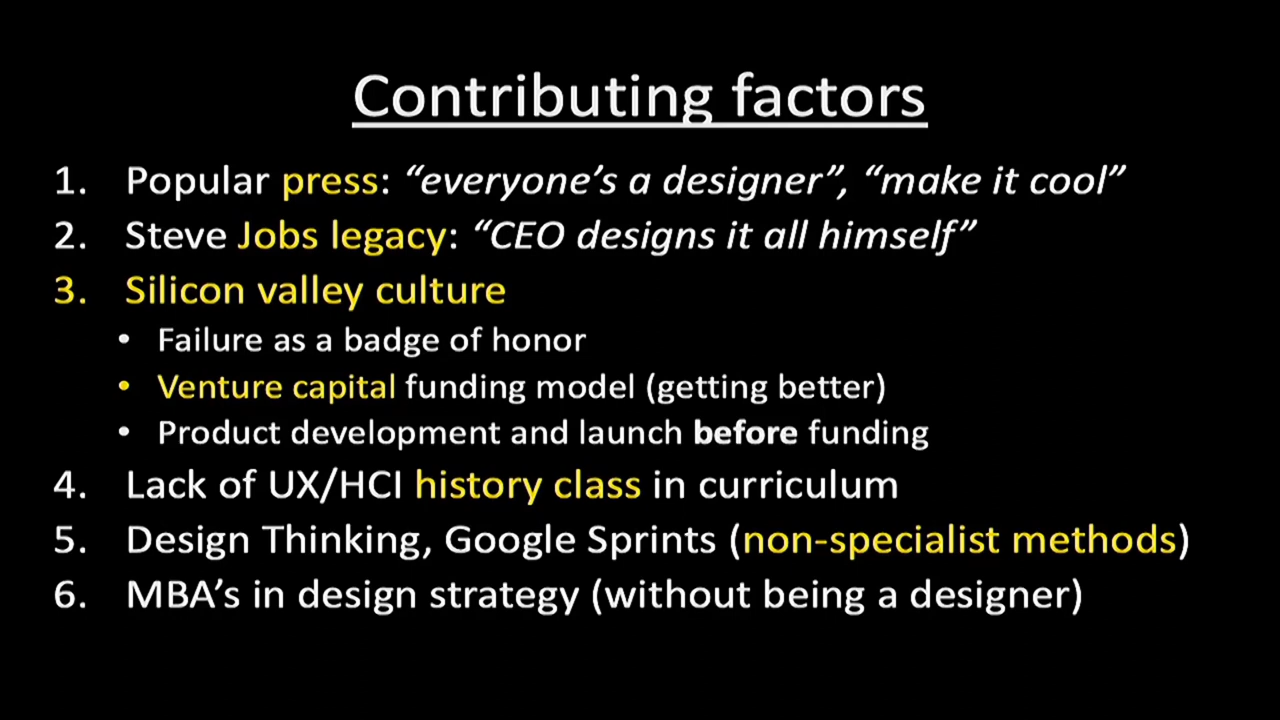 Contributing factors
1. Popular press: “everyone’s a designer”, “make it cool”
2. Steve Jobs legacy: “CEO designs it all himself”
3. Silicon valley culture
• Failure as a badge of honor
• Venture capital funding model (getting better)
• Product development and launch before funding
4. Lack of UX/HCI history class in curriculum
5. Design Thinking, Google Sprints (non-specialist methods)
6. MBA’s in design strategy (without being a designer)